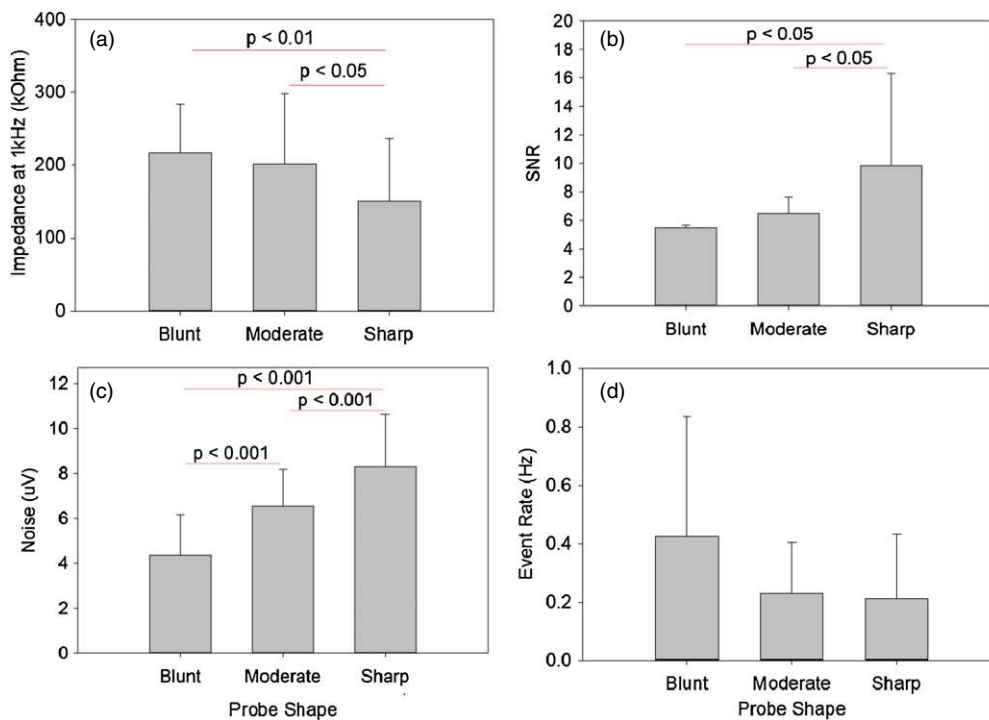 (a)
Impedance at 1kHz (kOhm)
400
300
200
100
0
p < 0.01
p < 0.05
Blunt Moderate Sharp
(b)
SNR
20
18
16
14
12
10
8
6
4
2
0
p < 0.05
p < 0.05
Blunt Moderate Sharp
(c)
Noise (uV)
12
10
8
6
4
2
0
p < 0.001
p < 0.001
p < 0.001
Blunt Moderate Sharp
Probe Shape
(d)
Event Rate (Hz)
1.0
0.8
0.6
0.4
0.2
0.0
Blunt Moderate Sharp
Probe Shape